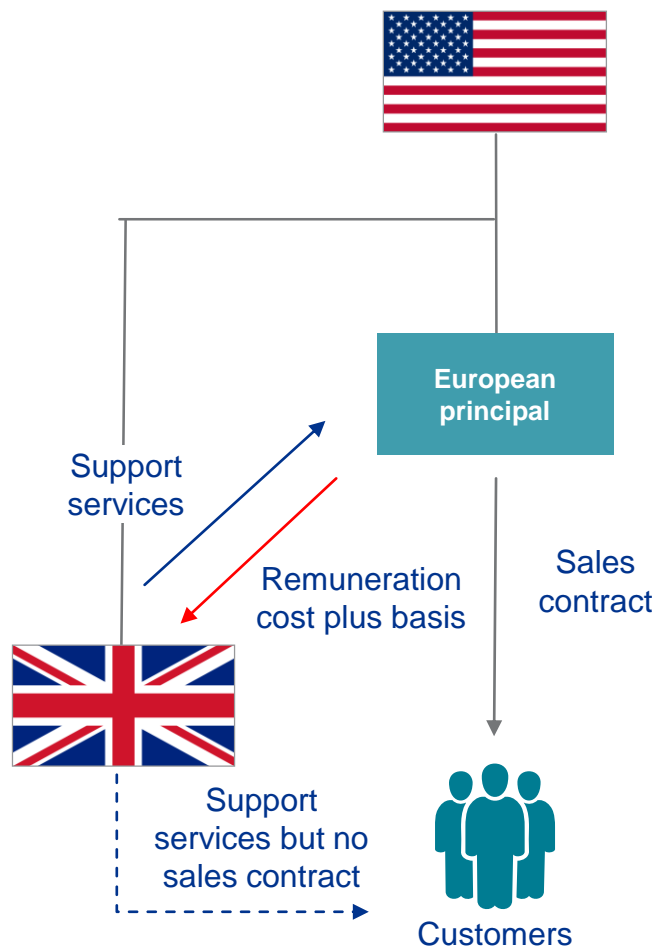 European
principal
Support
services
Remuneration
cost plus basis
Sales
contract
Support
services but no
sales contract
Customers